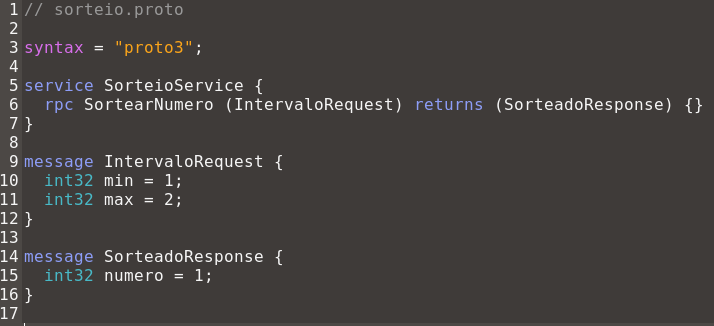 1 // sorteio.proto
2
3 syntax = "proto3";
4
5 service SorteioService {
6   rpc SortearNumero (IntervaloRequest) returns (SorteadoResponse) {}
7 }
8
9 message IntervaloRequest {
10   int32 min = 1;
11   int32 max = 2;
12 }
13
14 message SorteadoResponse {
15   int32 numero = 1;
16 }
17